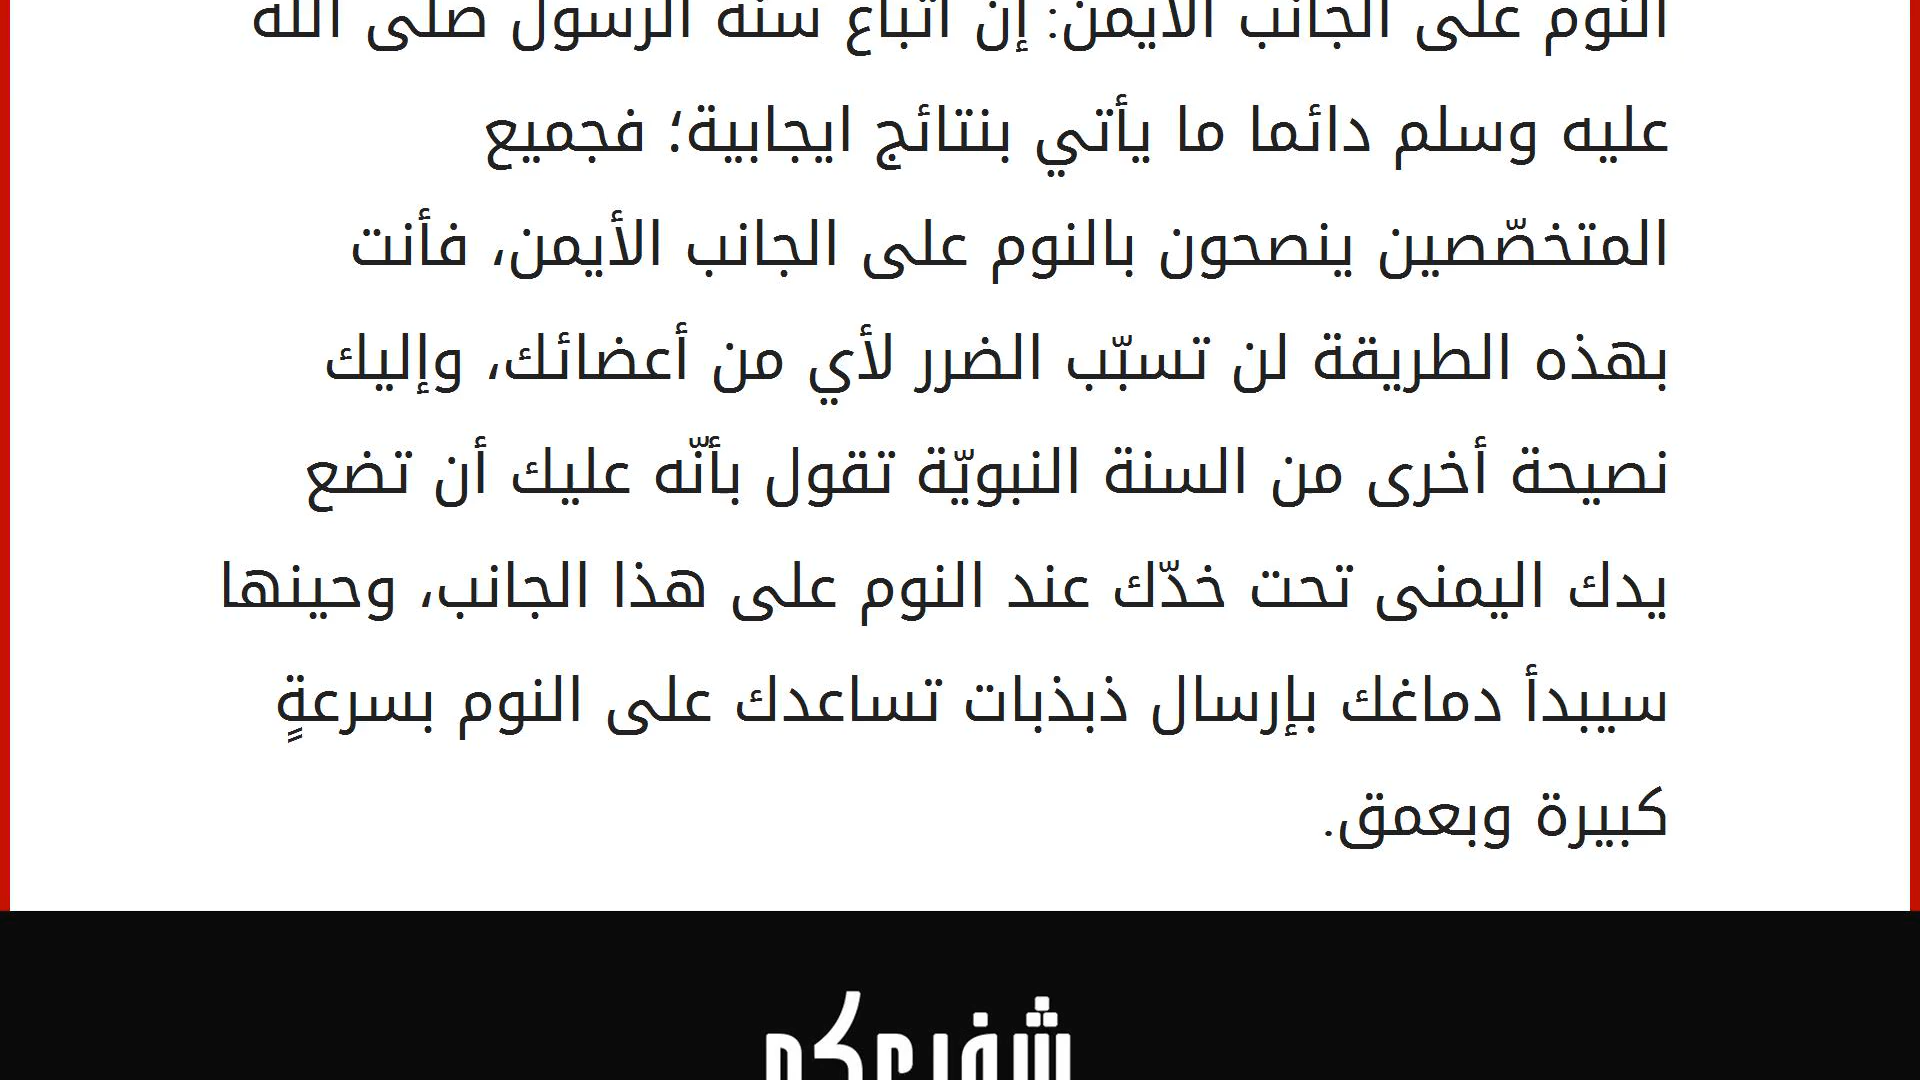 النوم على الجانب الأيمن: إن اتباع سنة الرسول صلى الله
عليه وسلم دائما ما يأتي بنتائج ايجابية؛ فجميع
المتخصّصين ينصحون بالنوم على الجانب الأيمن، فأنت
بهذه الطريقة لن تسبّب الضرر لأي من أعضائك، وإليك
نصيحة أخرى من السنة النبويّة تقول بأنّه عليك أن تضع
يدك اليمنى تحت خدّك عند النوم على هذا الجانب، وحينها
سيبدأ دماغك بإرسال ذبذبات تساعدك على النوم بسرعةٍ
كبيرة وبعمق.